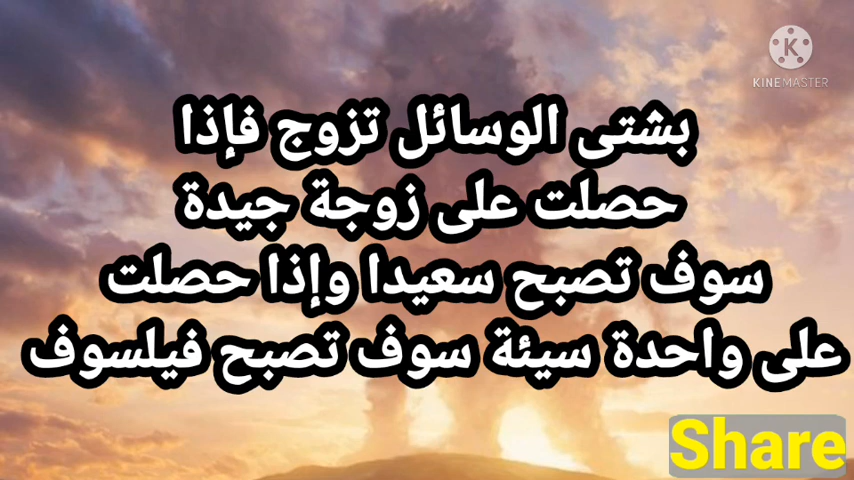 KINEMASTER
بشتى الوسائل تزوج فإذا
حصلت على زوجة جيدة
سوف تصبح سعيدا وإذا حصلت
على واحدة سيئة سوف تصبح فيلسوف
Share